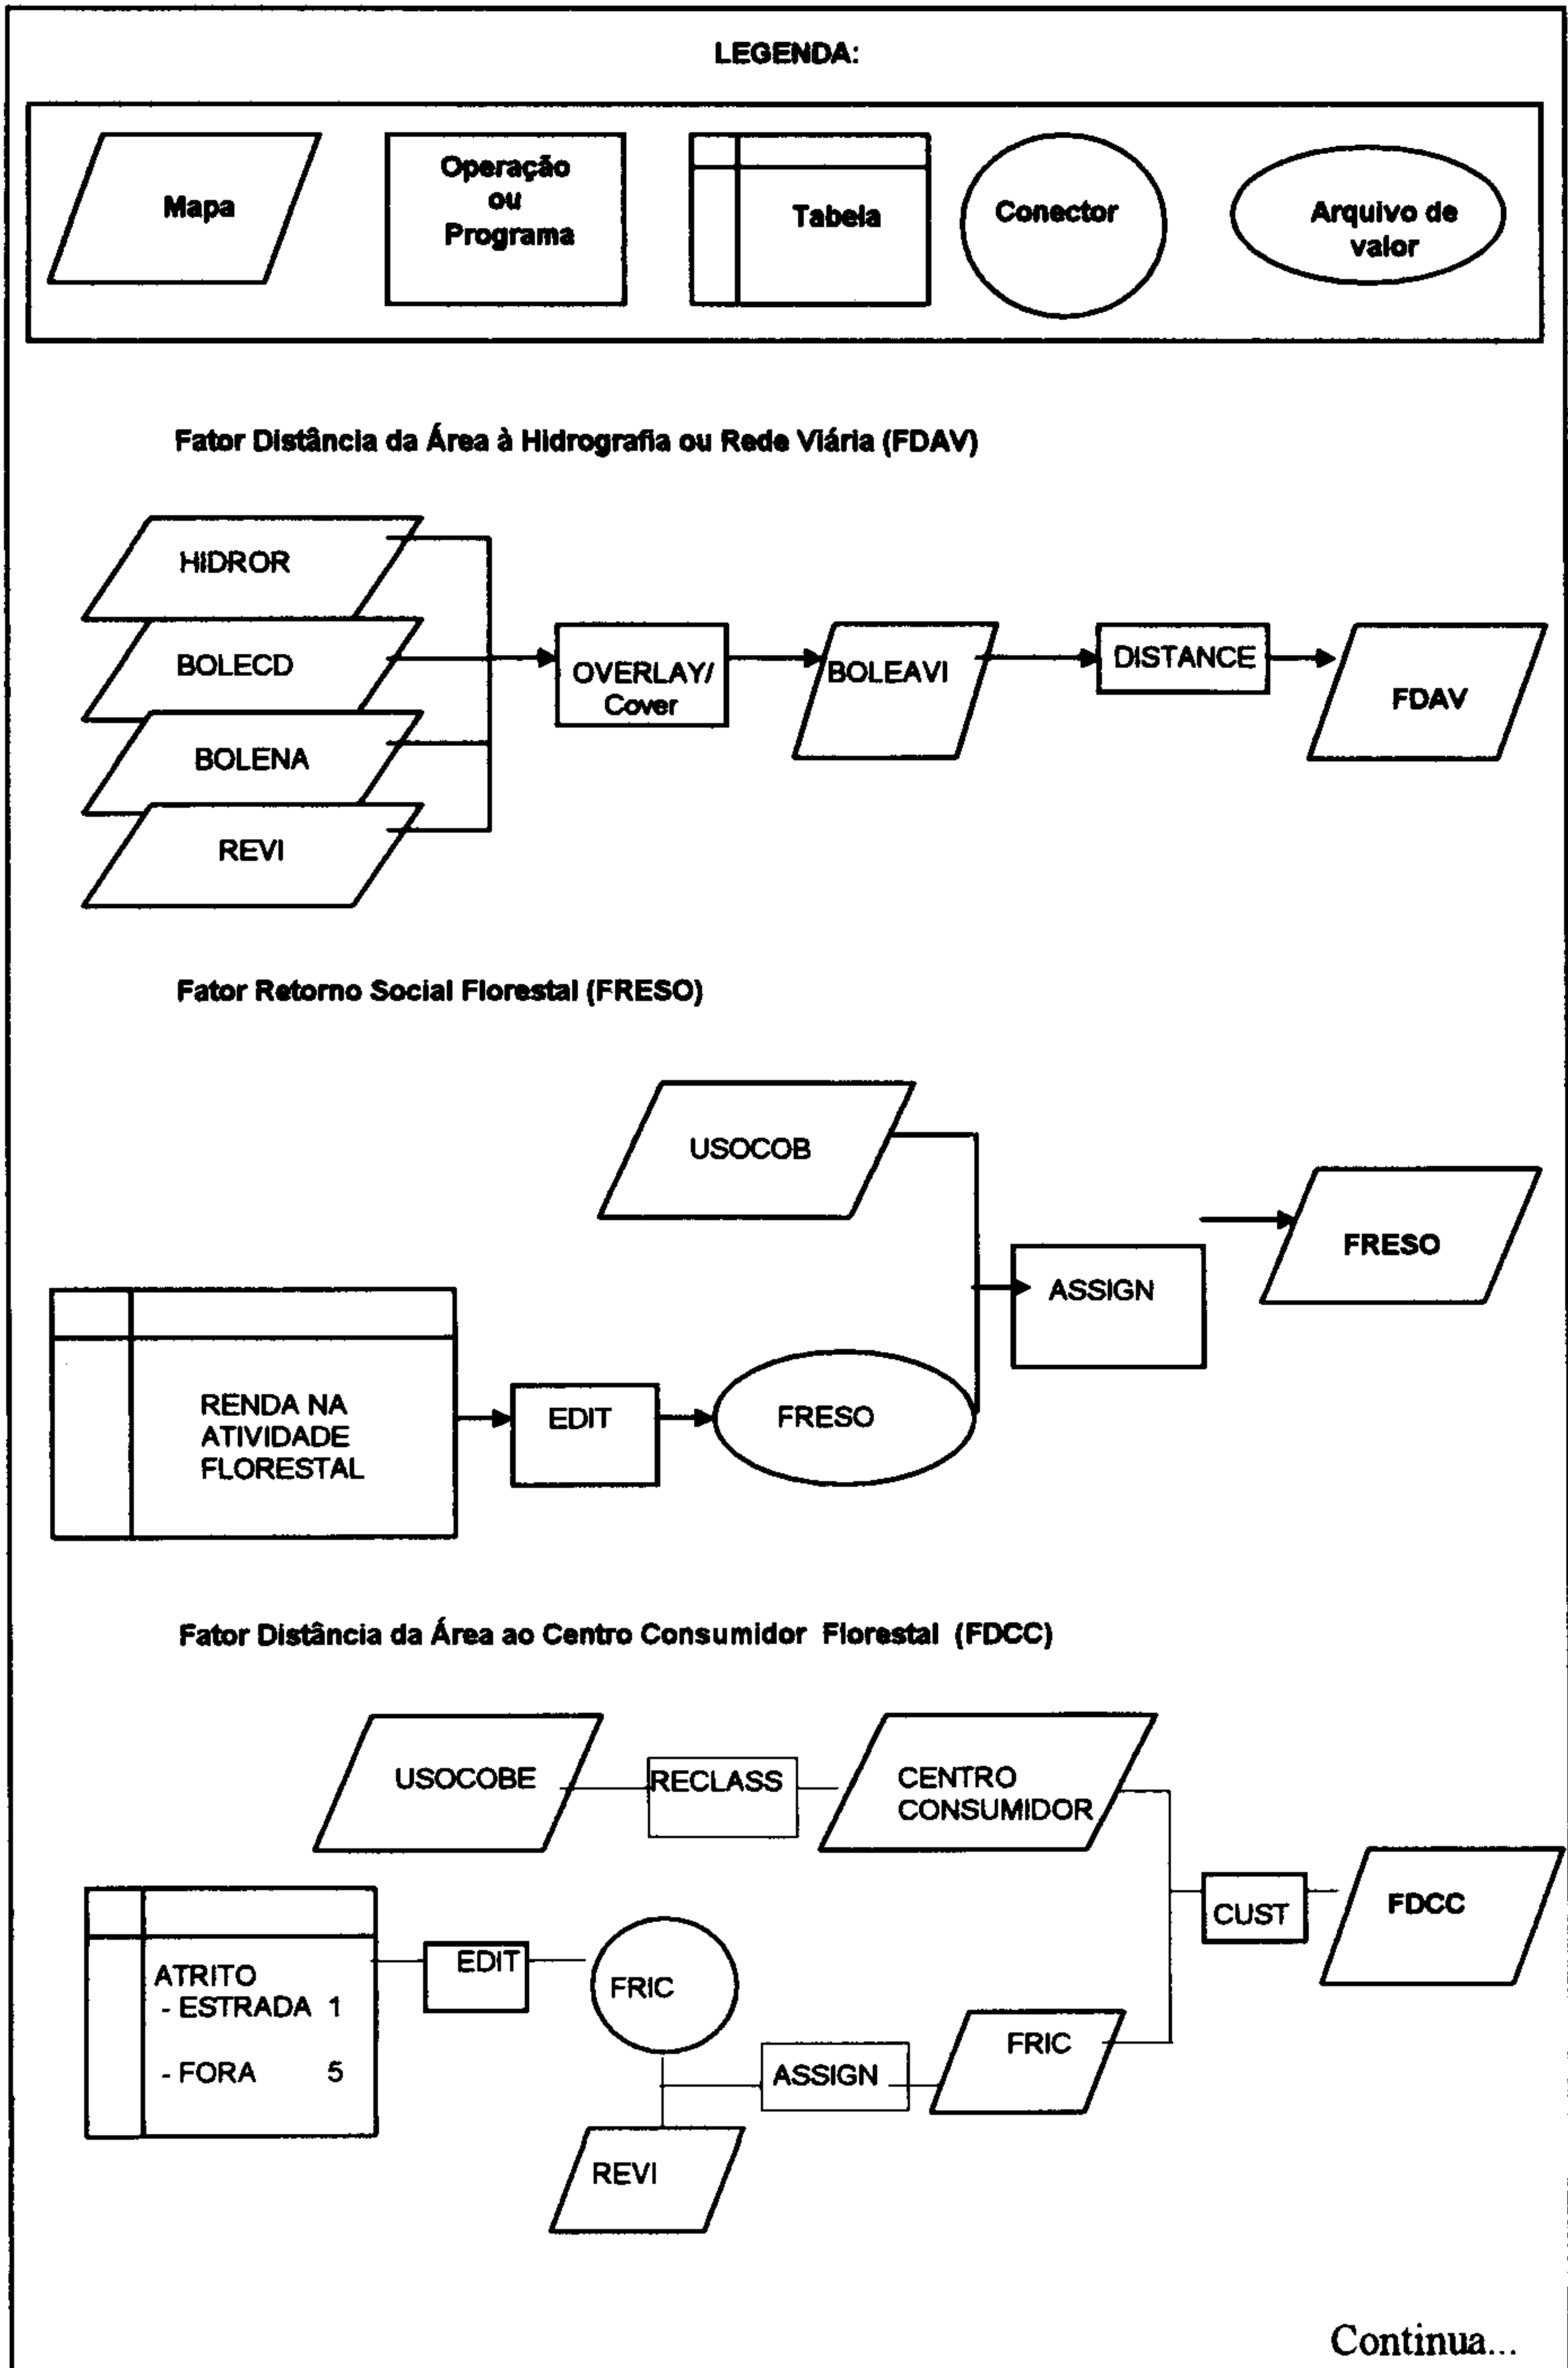 LEGENDA:
Mapa
Operação
ou
Programa
Tabela
Conector
Arquivo de
valor
Fator Distância da Área à Hidrografia ou Rede Viária (FDAV)
HIDROR
BOLECD
BOLENA
REVI
OVERLAY/
Cover
BOLEAVI
DISTANCE
FDAV
Fator Retorno Social Florestal (FRESO)
USOCOB
RENDA NA
ATIVIDADE
FLORESTAL
EDIT
FRESO
ASSIGN
FRESO
Fator Distância da Área ao Centro Consumidor Florestal (FDCC)
USOCOBE
RECLASS
CENTRO
CONSUMIDOR
ATRITO
- ESTRADA 1
- FORA 5
EDIT
FRIC
REVI
ASSIGN
FRIC
CUST
FDCC
Continua...